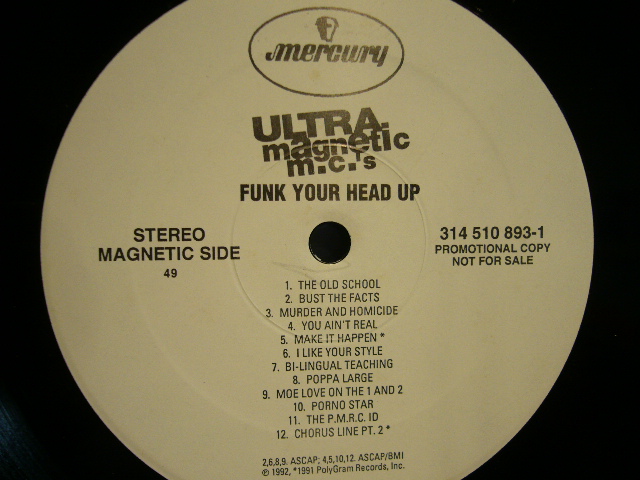 mercury
ULTRA
magnetic
m.c.'s
FUNK YOUR HEAD UP
STEREO
MAGNETIC SIDE
49
314 510 893-1
PROMOTIONAL COPY
NOT FOR SALE
1. THE OLD SCHOOL
2. BUST THE FACTS
3. MURDER AND HOMICIDE
4. YOU AIN'T REAL
5. MAKE IT HAPPEN *
6. I LIKE YOUR STYLE
7. BI-LINGUAL TEACHING
8. POPPA LARGE
9. MOE LOVE ON THE 1 AND 2
10. PORNO STAR
11. THE P.M.R.C. ID
12. CHORUS LINE PT. 2 *
2,6,8,9. ASCAP; 4,5,10,12. ASCAP/BMI
℗ 1992, *1991 PolyGram Records, Inc.